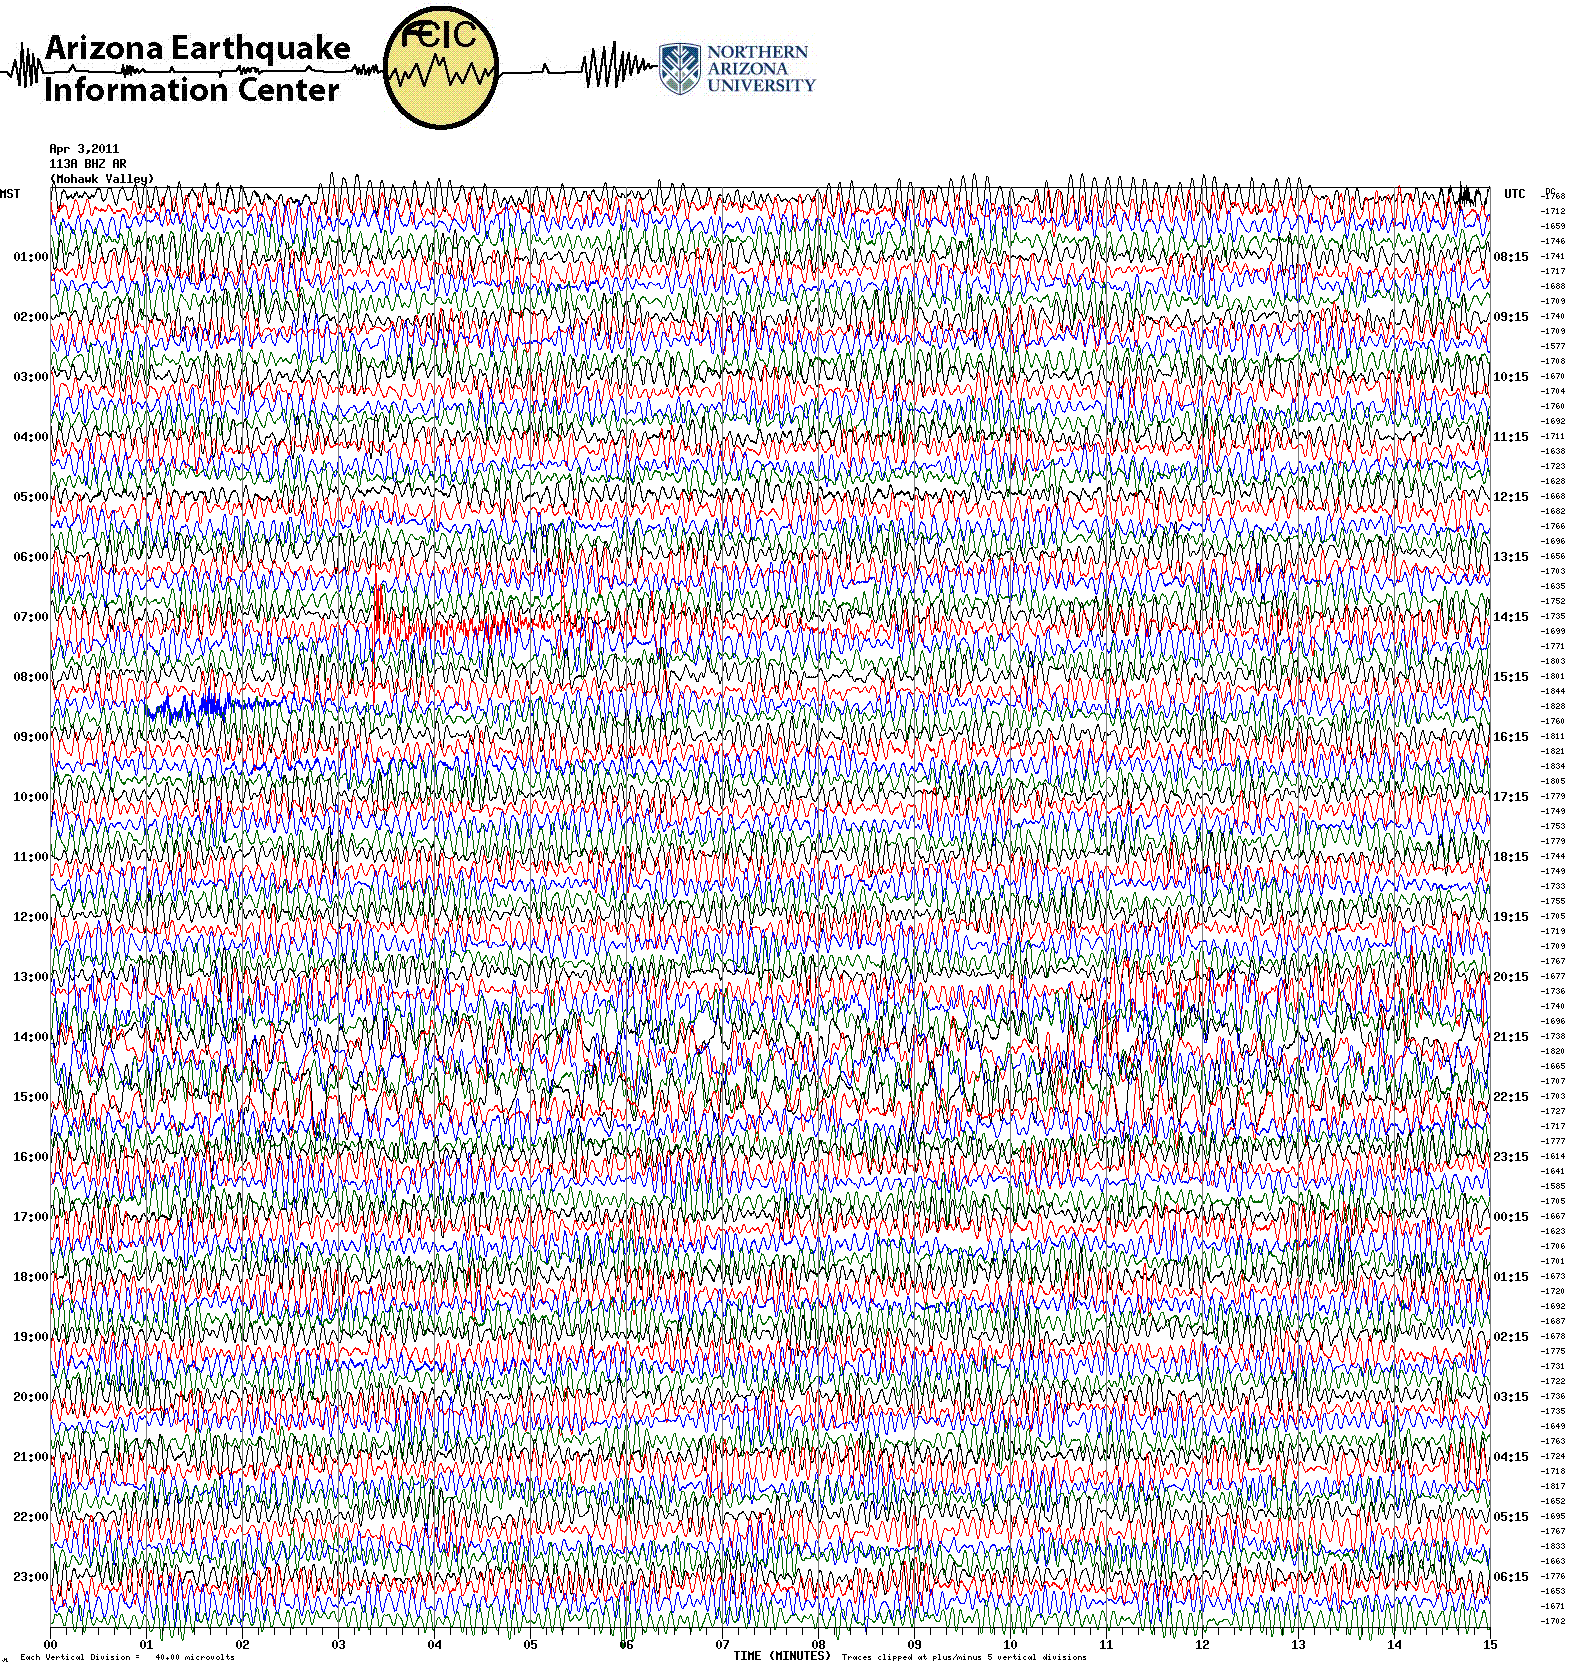 Arizona Earthquake
Information Center
ÆEIC
NORTHERN
ARIZONA
UNIVERSITY
Apr 3,2011
113A BHZ AR
(Mohawk Valley)
MST
UTC
DC
-1768
-1712
-1659
-1746
01:00 08:15 -1741
-1717
-1688
-1709
02:00 09:15 -1740
-1709
-1577
-1708
03:00 10:15 -1670
-1704
-1760
-1692
04:00 11:15 -1711
-1638
-1723
-1628
05:00 12:15 -1668
-1682
-1766
-1696
06:00 13:15 -1656
-1703
-1635
-1752
07:00 14:15 -1735
-1699
-1771
-1803
08:00 15:15 -1801
-1844
-1828
-1760
09:00 16:15 -1811
-1821
-1834
-1805
10:00 17:15 -1779
-1749
-1753
-1779
11:00 18:15 -1744
-1749
-1733
-1755
12:00 19:15 -1705
-1719
-1709
-1767
13:00 20:15 -1677
-1736
-1740
-1696
14:00 21:15 -1738
-1820
-1665
-1707
15:00 22:15 -1703
-1727
-1717
-1777
16:00 23:15 -1614
-1641
-1585
-1705
17:00 00:15 -1667
-1623
-1706
-1701
18:00 01:15 -1673
-1720
-1692
-1687
19:00 02:15 -1678
-1775
-1731
-1722
20:00 03:15 -1736
-1735
-1649
-1763
21:00 04:15 -1724
-1718
-1817
-1652
22:00 05:15 -1695
-1767
-1833
-1663
23:00 06:15 -1776
-1653
-1671
-1702
00 01 02 03 04 05 06 07 08 09 10 11 12 13 14 15
TIME (MINUTES)
Each Vertical Division = 40.00 microvolts
Traces clipped at plus/minus 5 vertical divisions